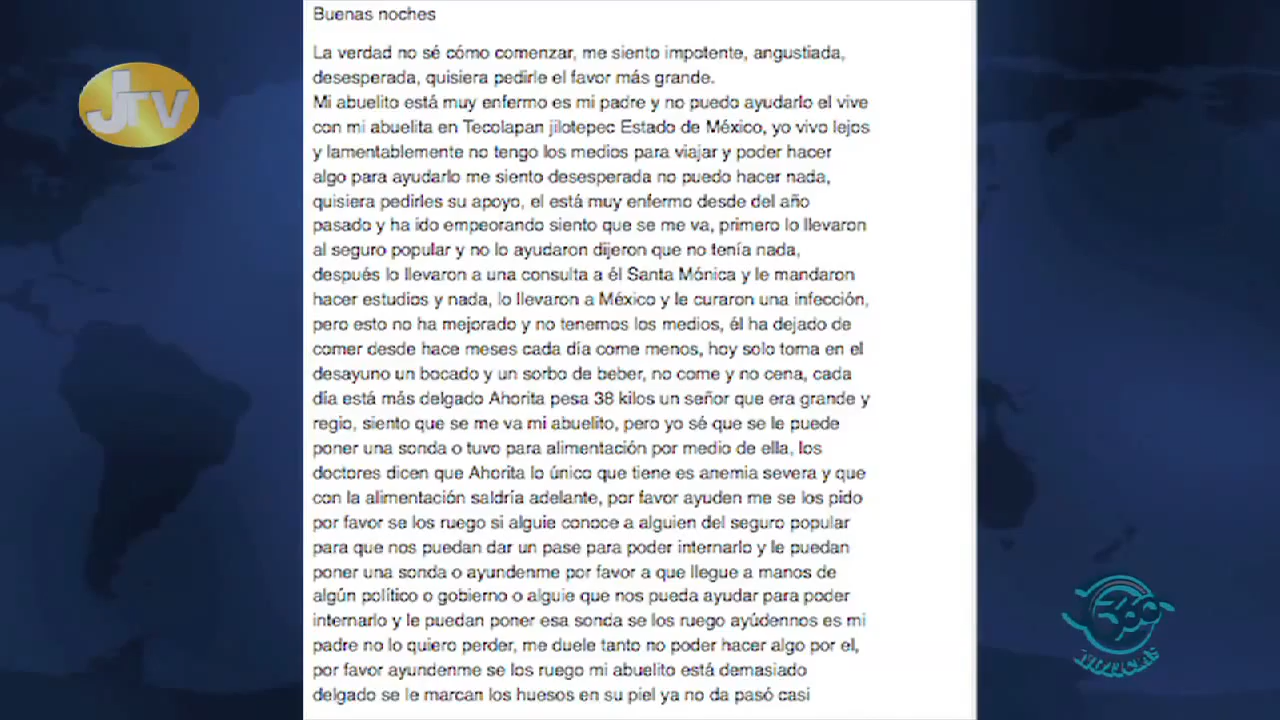 Buenas noches
La verdad no sé cómo comenzar, me siento impotente, angustiada,
desesperada, quisiera pedirle el favor más grande.
Mi abuelito está muy enfermo es mi padre y no puedo ayudarlo el vive
con mi abuelita en Tecolapan jilotepec Estado de México, yo vivo lejos
y lamentablemente no tengo los medios para viajar y poder hacer
algo para ayudarlo me siento desesperada no puedo hacer nada,
quisiera pedirles su apoyo, el está muy enfermo desde del año
pasado y ha ido empeorando siento que se me va, primero lo llevaron
al seguro popular y no lo ayudaron dijeron que no tenía nada,
después lo llevaron a una consulta a él Santa Mónica y le mandaron
hacer estudios y nada, lo llevaron a México y le curaron una infección,
pero esto no ha mejorado y no tenemos los medios, él ha dejado de
comer desde hace meses cada día come menos, hoy solo toma en el
desayuno un bocado y un sorbo de beber, no come y no cena, cada
día está más delgado Ahorita pesa 38 kilos un señor que era grande y
regio, siento que se me va mi abuelito, pero yo sé que se le puede
poner una sonda o tuvo para alimentación por medio de ella, los
doctores dicen que Ahorita lo único que tiene es anemia severa y que
con la alimentación saldría adelante, por favor ayuden me se los pido
por favor se los ruego si alguie conoce a alguien del seguro popular
para que nos puedan dar un pase para poder internarlo y le puedan
poner una sonda o ayundenme por favor a que llegue a manos de
algún político o gobierno o alguie que nos pueda ayudar para poder
internarlo y le puedan poner esa sonda se los ruego ayúdennos es mi
padre no lo quiero perder, me duele tanto no poder hacer algo por el,
por favor ayundenme se los ruego mi abuelito está demasiado
delgado se le marcan los huesos en su piel ya no da pasó casi
JTV
360